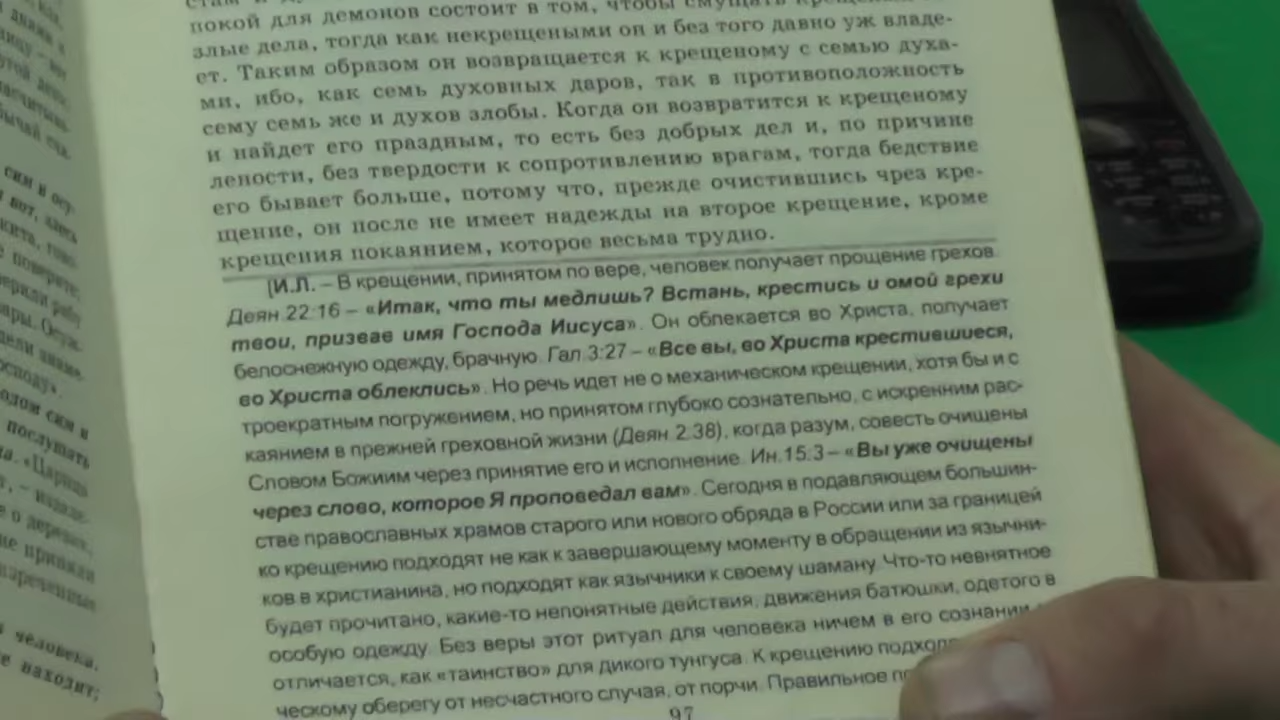 покой для демонов состоит в том, чтобы смущать
злые дела, тогда как некрещеными он и без того давно уж владе-
ет. Таким образом он возвращается к крещеному с семью духа-
ми, ибо, как семь духовных даров, так в противоположность
сему семь же и духов злобы. Когда он возвратится к крещеному
и найдет его праздным, то есть без добрых дел и, по причине
лености, без твердости к сопротивлению врагам, тогда бедствие
его бывает больше, потому что, прежде очистившись чрез кре-
щение, он после не имеет надежды на второе крещение, кроме
крещения покаянием, которое весьма трудно.
[И.Л. – В крещении, принятом по вере, человек получает прощение грехов.
Деян.22:16 – «Итак, что ты медлишь? Встань, крестись и омой грехи
твои, призвав имя Господа Иисуса». Он облекается во Христа, получает
белоснежную одежду, брачную. Гал.3:27 – «Все вы, во Христа крестившиеся,
во Христа облеклись». Но речь идет не о механическом крещении, хотя бы и с
троекратным погружением, но принятом глубоко сознательно, с искренним рас-
каянием в прежней греховной жизни (Деян.2:38), когда разум, совесть очищены
Словом Божиим через принятие его и исполнение. Ин.15:3 – «Вы уже очищены
через слово, которое Я проповедал вам». Сегодня в подавляющем большин-
стве православных храмов старого или нового обряда в России или за границей
ко крещению подходят не как к завершающему моменту в обращении из язычни-
ков в христианина, но подходят как язычники к своему шаману. Что-то невнятное
будет прочитано, какие-то непонятные действия, движения батюшки, одетого в
особую одежду. Без веры этот ритуал для человека ничем в его сознании
отличается, как «таинство» для дикого тунгуса. К крещению
ческому оберегу от несчастного случая, от порчи. Правильное
97
сим и осу-
послушать
«Царица
о деревах,
не приняли
человека,
не находит;